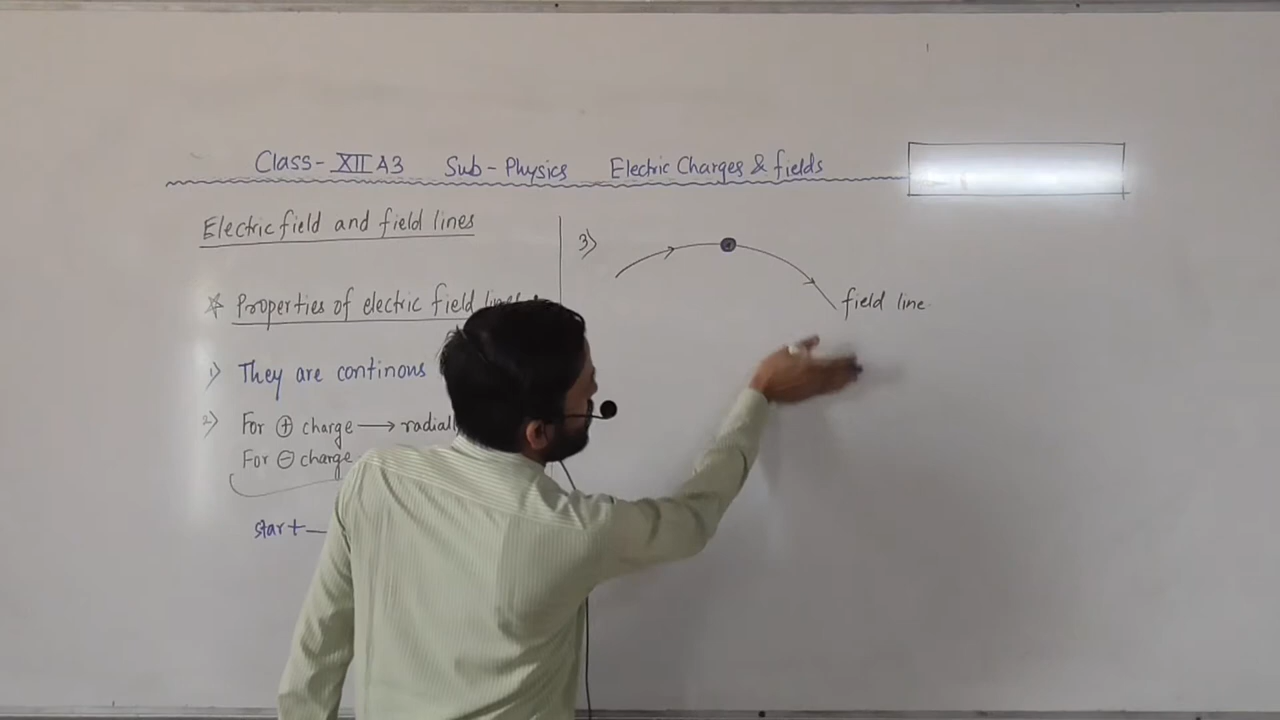 Class-XII A3 Sub-Physics Electric Charges & fields
Electric field and field lines
* Properties of electric field
1) They are continous
2) For ⊕ charge → radiall
For ⊖ charge
start
3)
field line